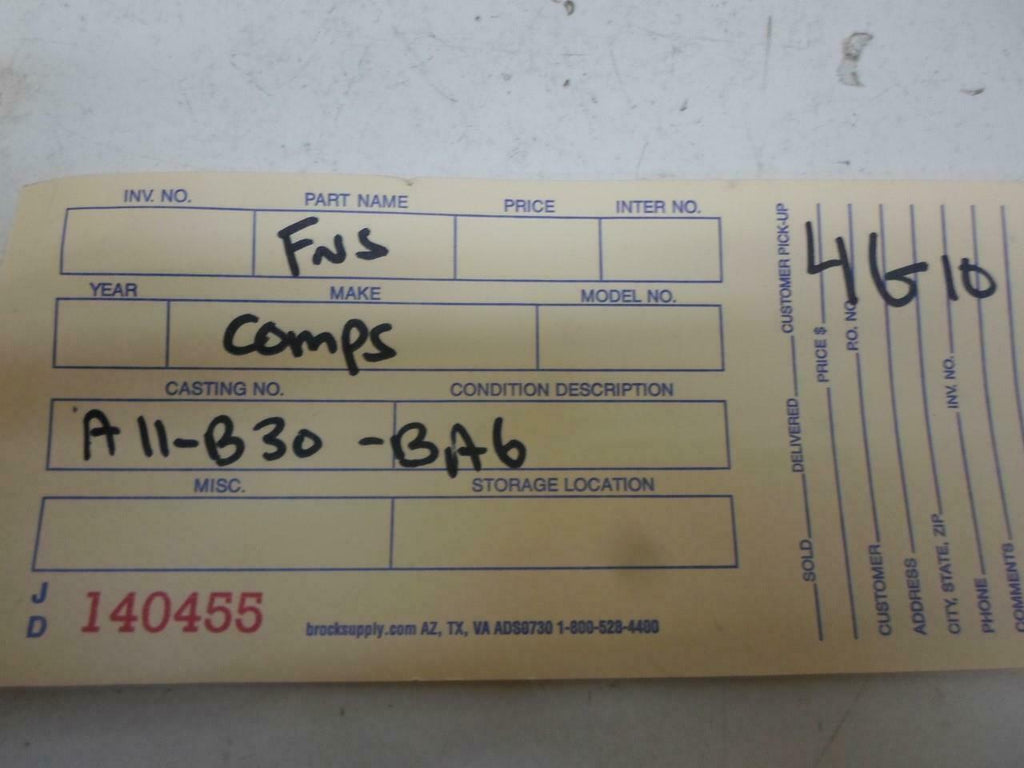 INV. NO. PART NAME PRICE INTER NO.
FNS
YEAR MAKE MODEL NO.
Comps
CASTING NO. CONDITION DESCRIPTION
A11-B30-BA6
MISC. STORAGE LOCATION
J
D
140455
brocksupply.com AZ, TX, VA ADS0730 1-800-528-4400
SOLD DELIVERED CUSTOMER PICK-UP
PRICE $
P.O. NO
CUSTOMER
ADDRESS
CITY, STATE, ZIP INV. NO.
PHONE
COMMENTS
4G10